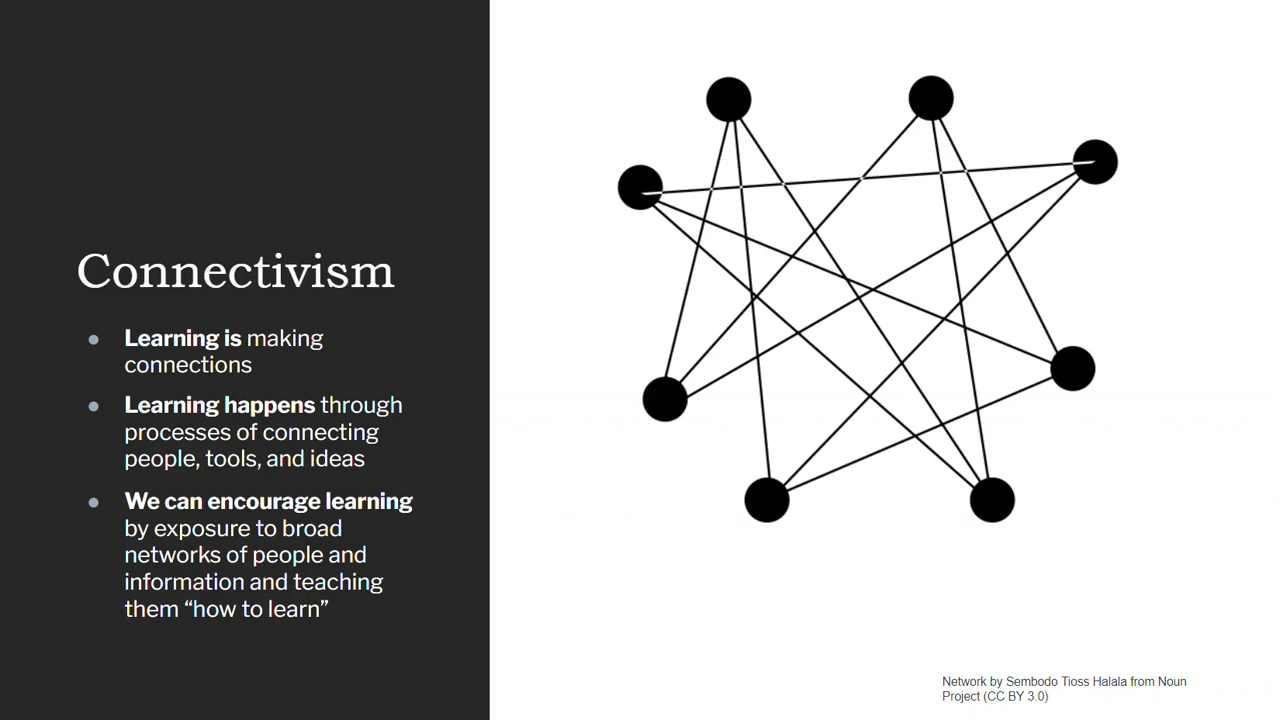 Connectivism
● Learning is making
connections
● Learning happens through
processes of connecting
people, tools, and ideas
● We can encourage learning
by exposure to broad
networks of people and
information and teaching
them “how to learn”
Network by Sembodo Tioss Halala from Noun
Project (CC BY 3.0)